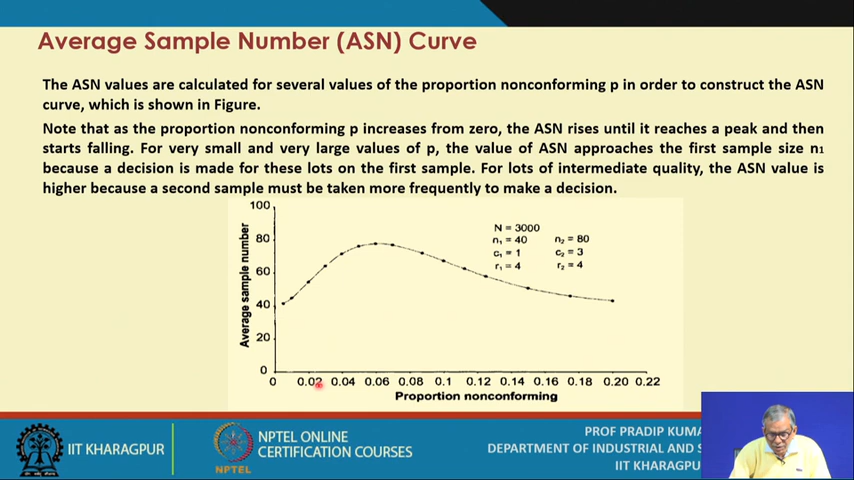 Average Sample Number (ASN) Curve
The ASN values are calculated for several values of the proportion nonconforming p in order to construct the ASN
curve, which is shown in Figure.
Note that as the proportion nonconforming p increases from zero, the ASN rises until it reaches a peak and then
starts falling. For very small and very large values of p, the value of ASN approaches the first sample size n₁
because a decision is made for these lots on the first sample. For lots of intermediate quality, the ASN value is
higher because a second sample must be taken more frequently to make a decision.
100
80
60
40
20
0
Average sample number
N = 3000
n₁ = 40 n₂ = 80
c₁ = 1 c₂ = 3
r₁ = 4 r₂ = 4
0 0.02 0.04 0.06 0.08 0.1 0.12 0.14 0.16 0.18 0.20 0.22
Proportion nonconforming
IIT KHARAGPUR
NPTEL
NPTEL ONLINE
CERTIFICATION COURSES
PROF PRADIP KUMA
DEPARTMENT OF INDUSTRIAL AND S
IIT KHARAGPU